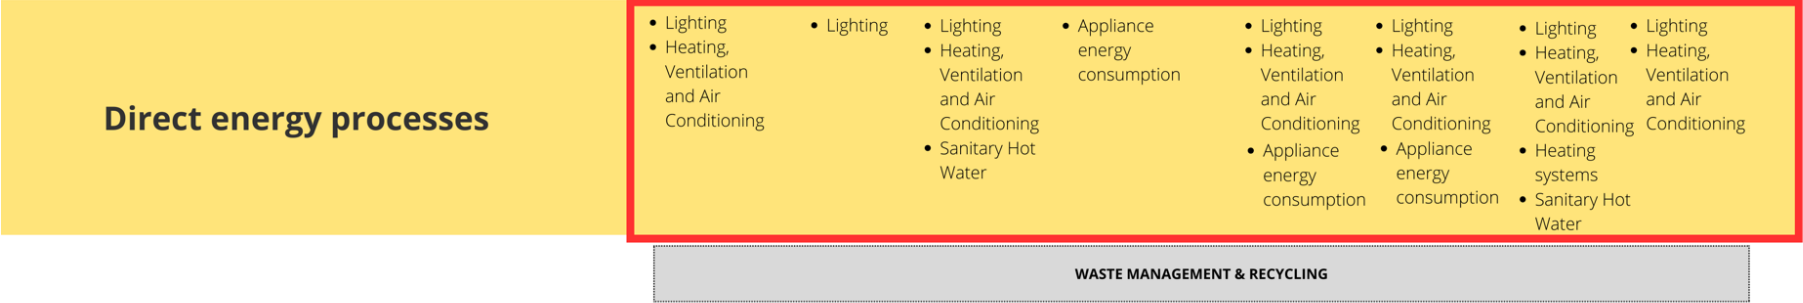 Direct energy processes
• Lighting
• Heating,
Ventilation
and Air
Conditioning
• Lighting
• Lighting
• Heating,
Ventilation
and Air
Conditioning
• Sanitary Hot
Water
• Appliance
energy
consumption
• Lighting
• Heating,
Ventilation
and Air
Conditioning
• Appliance
energy
consumption
• Lighting
• Heating,
Ventilation
and Air
Conditioning
• Appliance
energy
consumption
• Lighting
• Heating,
Ventilation
and Air
Conditioning
• Heating
systems
• Sanitary Hot
Water
• Lighting
• Heating,
Ventilation
and Air
Conditioning
WASTE MANAGEMENT & RECYCLING